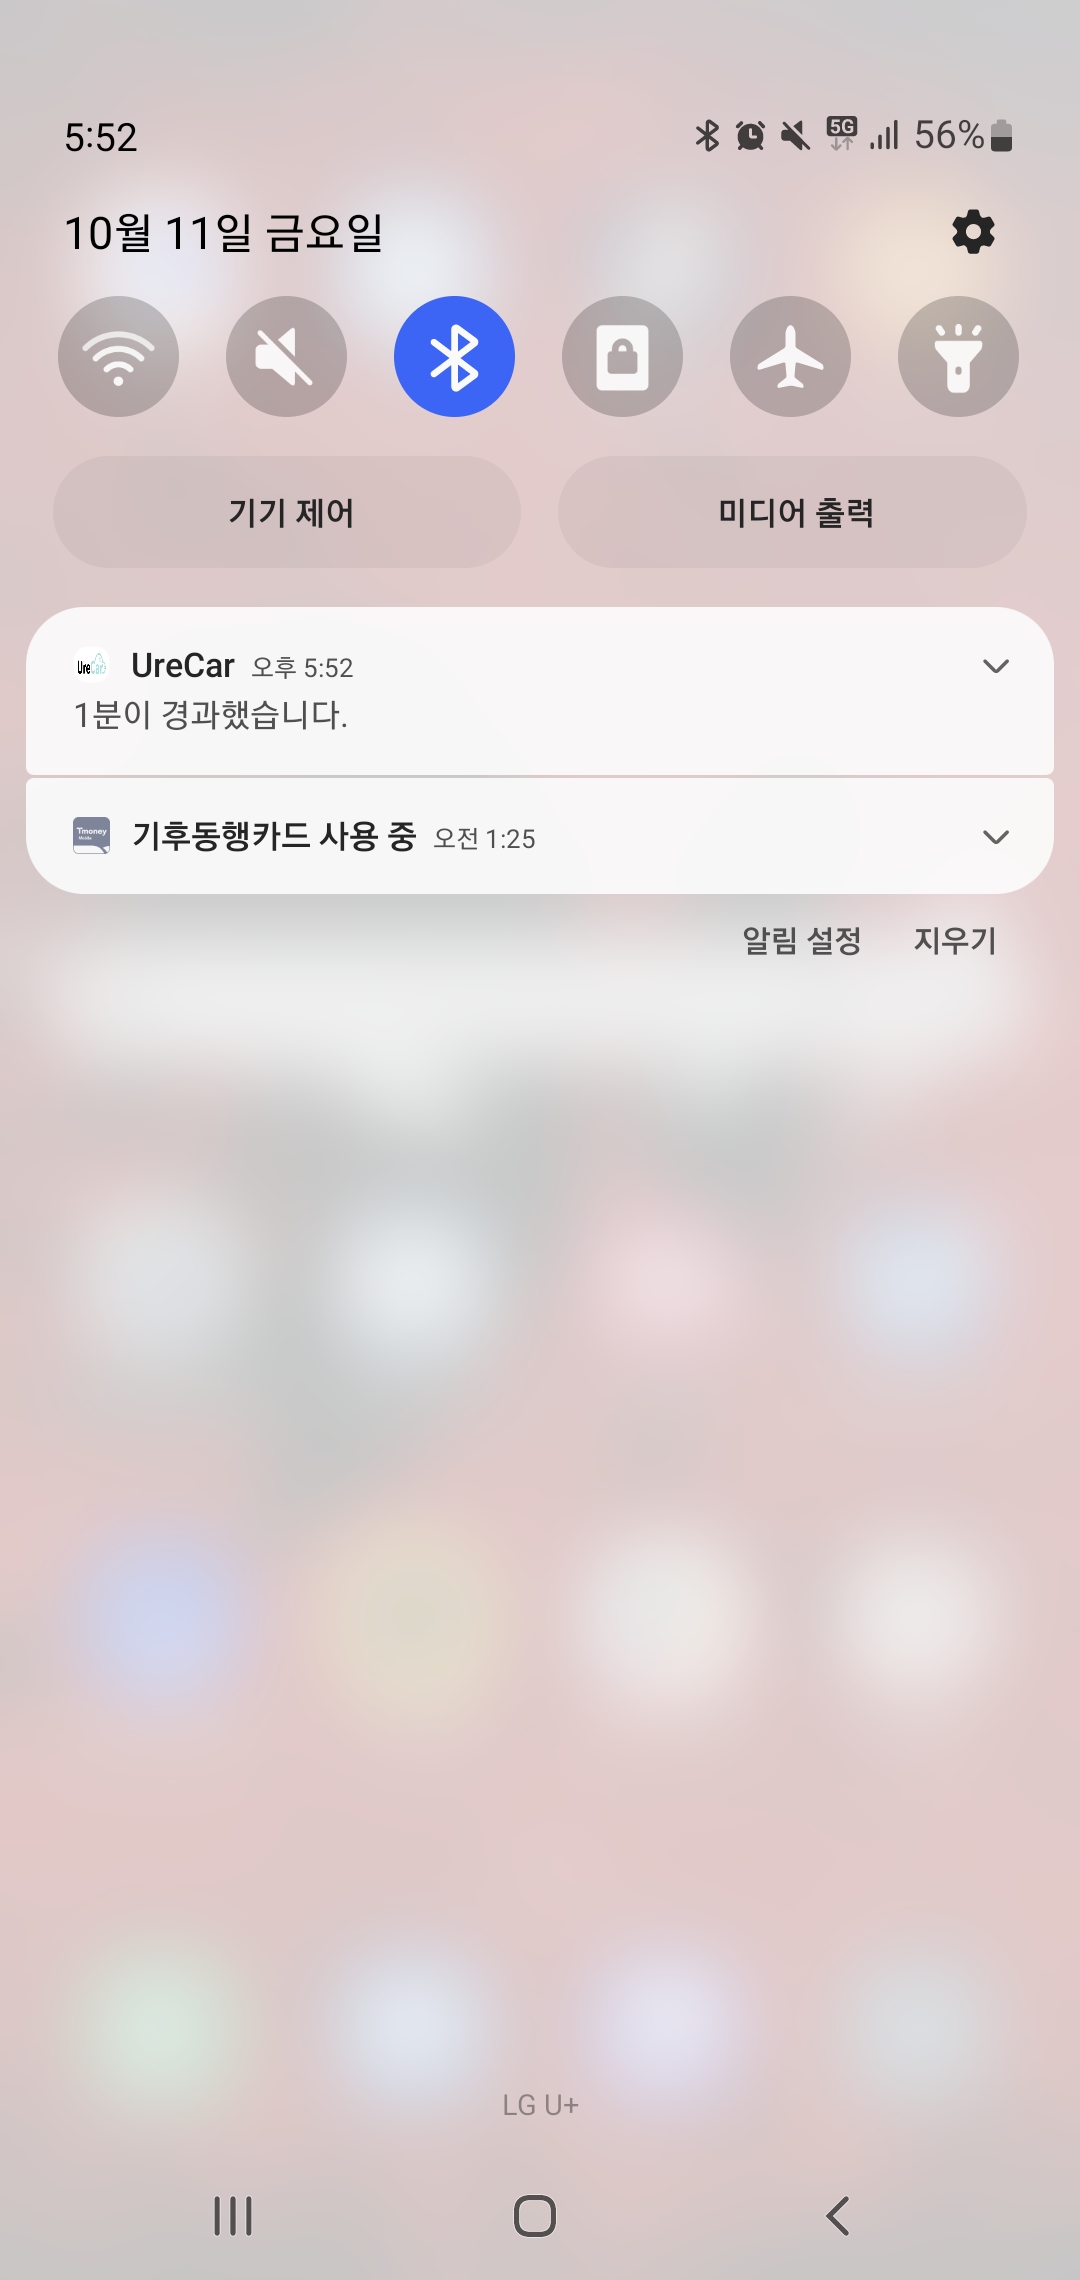 5:52
5G
56%
10월 11일 금요일
기기 제어
미디어 출력
UreCar
UreCar 오후 5:52
1분이 경과했습니다.
Tmoney
기후동행카드 사용 중 오전 1:25
알림 설정
지우기
LG U+